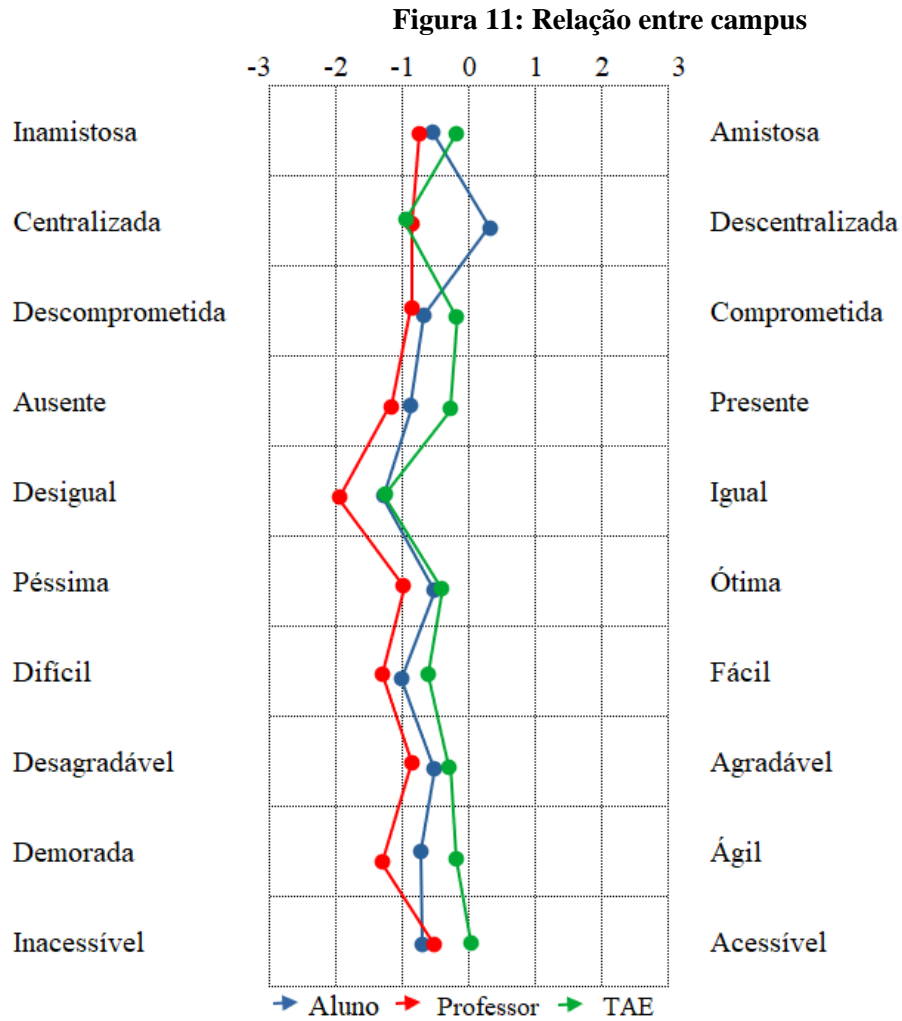 Figura 11: Relação entre campus
-3 -2 -1 0 1 2 3
Inamistosa Amistosa
Centralizada Descentralizada
Descomprometida Comprometida
Ausente Presente
Desigual Igual
Péssima Ótima
Difícil Fácil
Desagradável Agradável
Demorada Ágil
Inacessível Acessível
Aluno Professor TAE